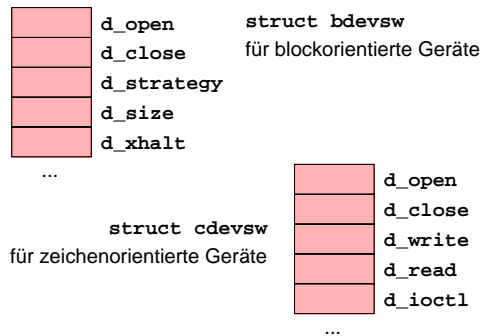 d_open
struct bdevsw
d_close
für blockorientierte Geräte
d_strategy
d_size
d_xhalt
...
d_open
d_close
struct cdevsw
d_write
für zeichenorientierte Geräte
d_read
d_ioctl
...